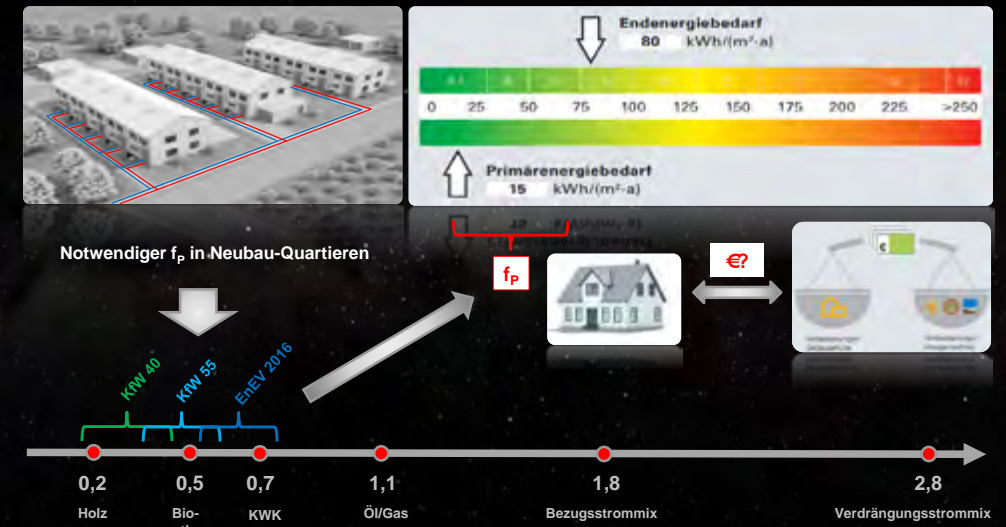 Endenergiebedarf
80 kWh/(m²·a)
0 25 50 75 100 125 150 175 200 225 >250
Primärenergiebedarf
15 kWh/(m²·a)
Notwendiger fP in Neubau-Quartieren
fP
€?
€
KfW 40
KfW 55
EnEV 2016
0,2 0,5 0,7 1,1 1,8 2,8
Holz Bio- KWK Öl/Gas Bezugsstrommix Verdrängungsstrommix